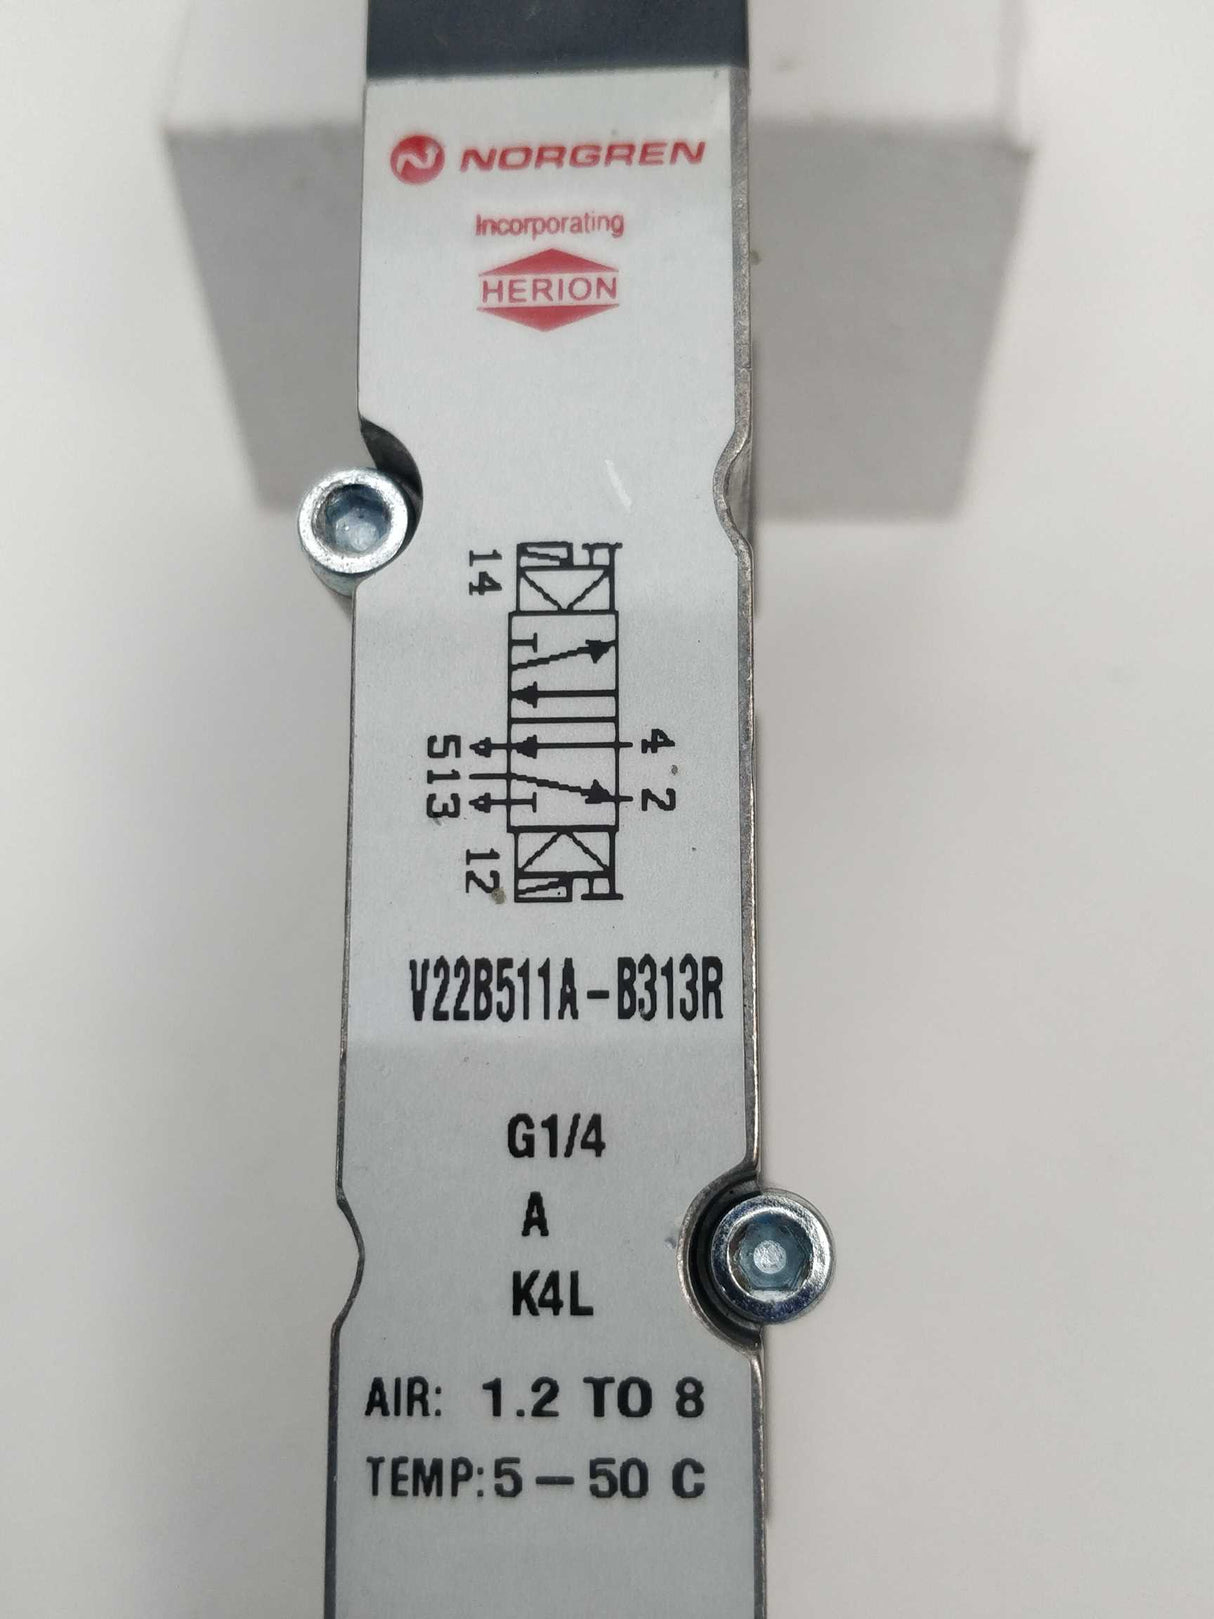 NORGREN
Incorporating
HERION
14
4 2
513
12
V22B511A-B313R
G1/4
A
K4L
AIR: 1.2 TO 8
TEMP: 5-50 C